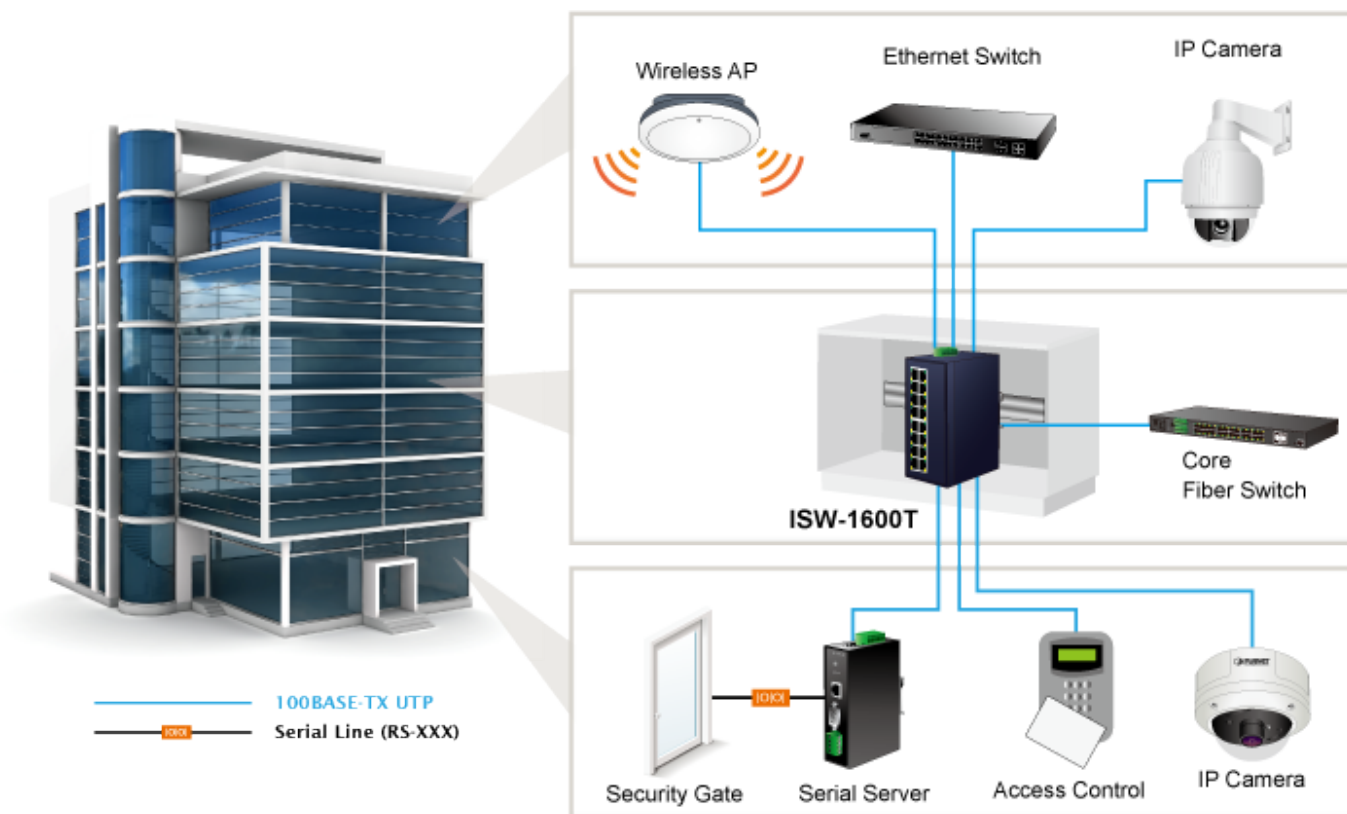 Wireless AP
Ethernet Switch
IP Camera
ISW-1600T
Core
Fiber Switch
100BASE-TX UTP
|O|O|
Serial Line (RS-XXX)
|O|O|
PLANET
Security Gate
Serial Server
Access Control
IP Camera